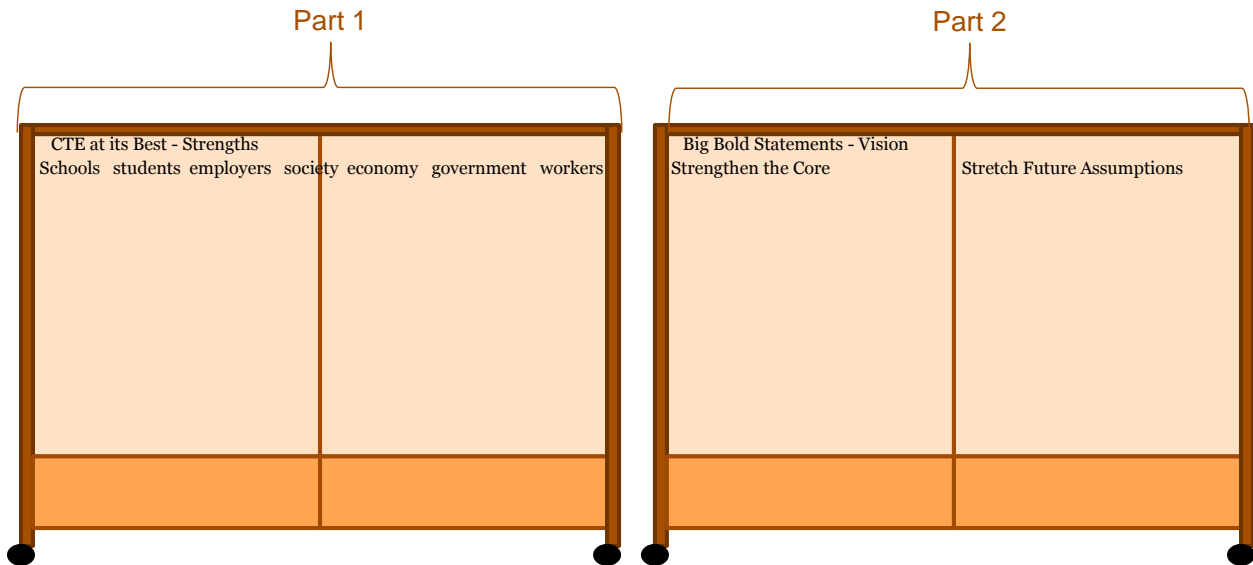 Part 1
CTE at its Best - Strengths
Schools students employers society economy government workers
Part 2
Big Bold Statements - Vision
Strengthen the Core
Stretch Future Assumptions